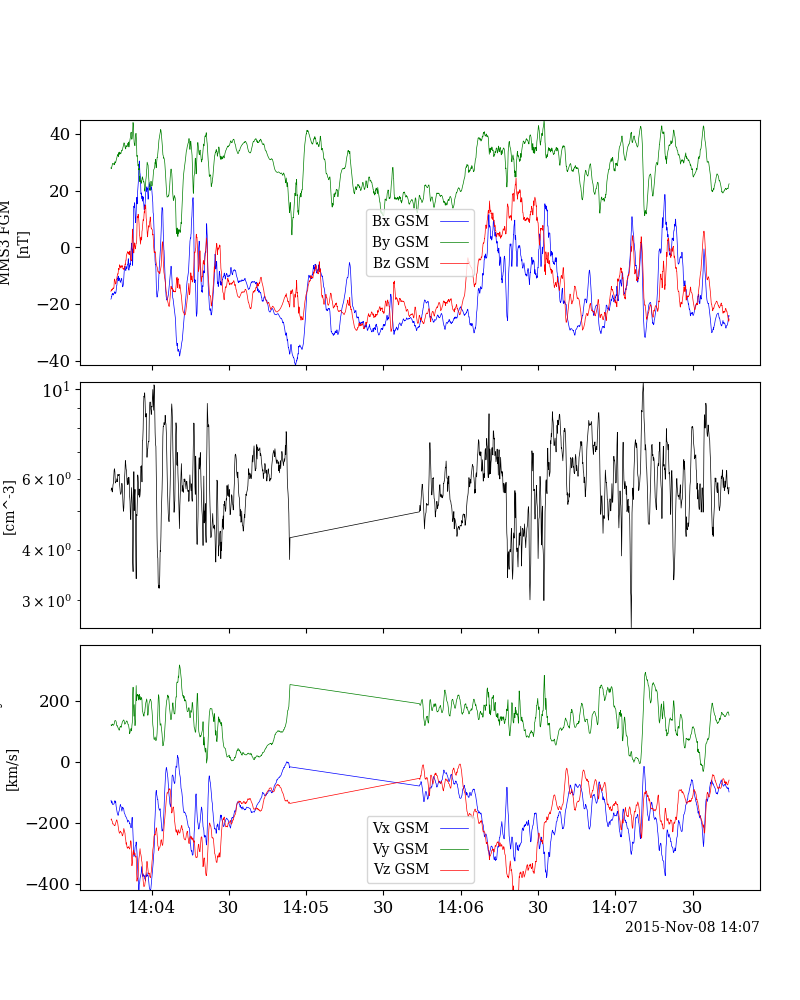 MMS3 FGM
[nT]
40
20
0
−20
−40
Bx GSM
By GSM
Bz GSM
[cm^-3]
10^1
6 × 10^0
4 × 10^0
3 × 10^0
[km/s]
200
0
−200
−400
Vx GSM
Vy GSM
Vz GSM
14:04 30 14:05 30 14:06 30 14:07 30
2015-Nov-08 14:07